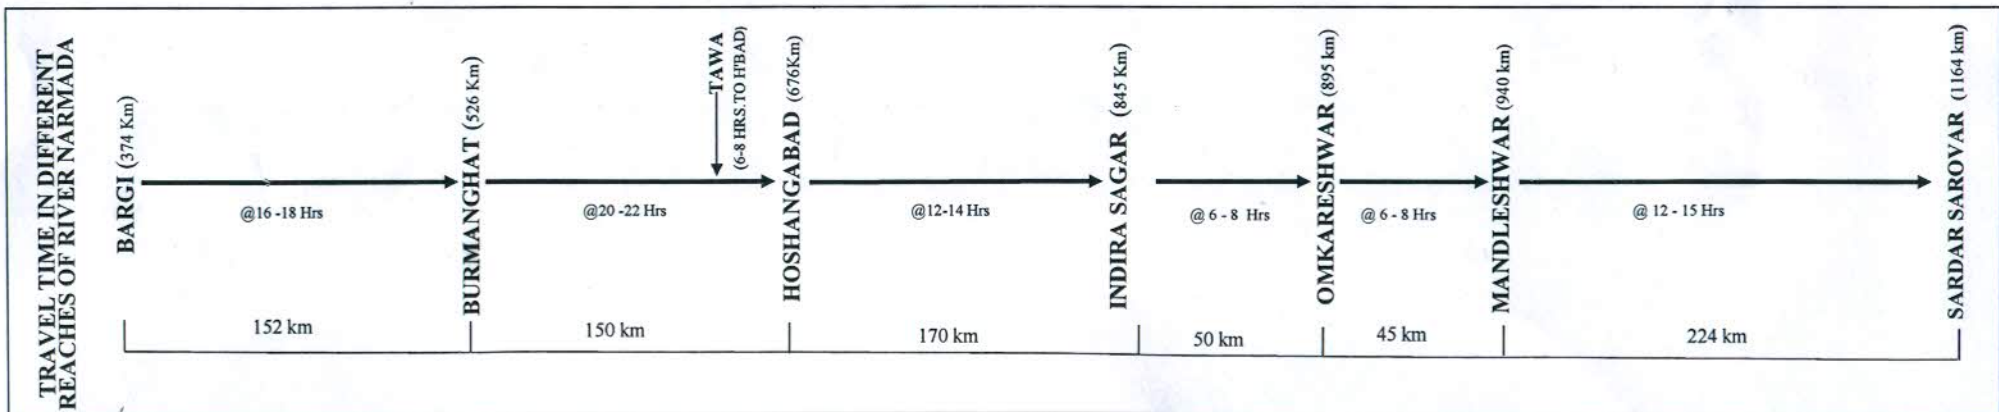 TRAVEL TIME IN DIFFERENT
REACHES OF RIVER NARMADA
BARGI (374 Km)
@16 -18 Hrs
BURMANGHAT (526 Km)
@20 -22 Hrs
TAWA
(6-8 HRS.TO H'BAD)
HOSHANGABAD (676Km)
@12-14 Hrs
INDIRA SAGAR (845 Km)
@ 6 - 8 Hrs
OMKARESHWAR (895 km)
@ 6 - 8 Hrs
MANDLESHWAR (940 km)
@ 12 - 15 Hrs
SARDAR SAROVAR (1164 km)
152 km
150 km
170 km
50 km
45 km
224 km